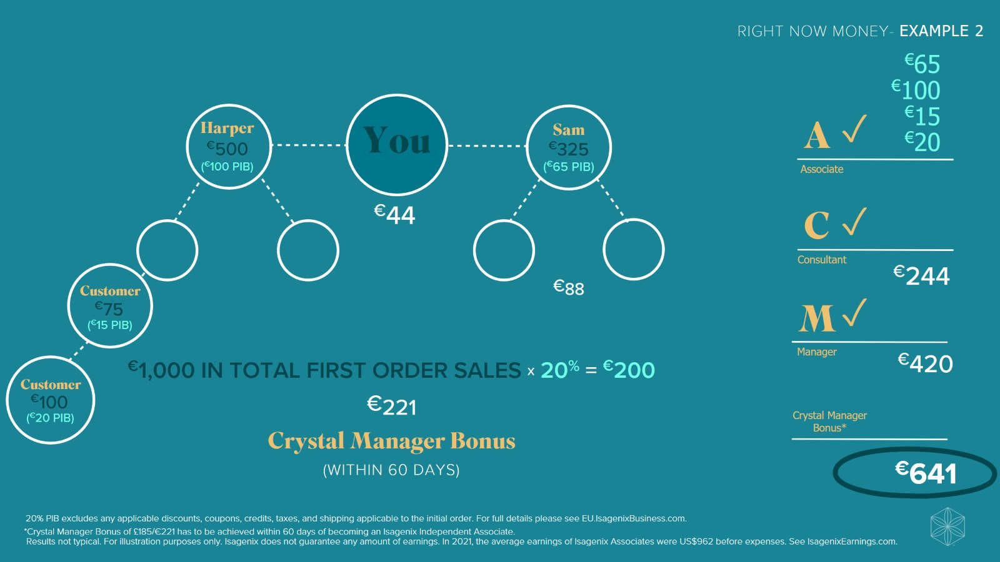 RIGHT NOW MONEY- EXAMPLE 2
€65
€100
€15
€20
A ✓
Associate
C ✓
Consultant
€244
M ✓
Manager
€420
Crystal Manager
Bonus*
€641
Harper
€500
(€100 PIB)
You
€44
Sam
€325
(€65 PIB)
€88
Customer
€75
(€15 PIB)
Customer
€100
(€20 PIB)
€1,000 IN TOTAL FIRST ORDER SALES x 20% = €200
€221
Crystal Manager Bonus
(WITHIN 60 DAYS)
20% PIB excludes any applicable discounts, coupons, credits, taxes, and shipping applicable to the initial order. For full details please see EU.IsagenixBusiness.com.
*Crystal Manager Bonus of £185/€221 has to be achieved within 60 days of becoming an Isagenix Independent Associate.
Results not typical. For illustration purposes only. Isagenix does not guarantee any amount of earnings. In 2021, the average earnings of Isagenix Associates were US$962 before expenses. See IsagenixEarnings.com.